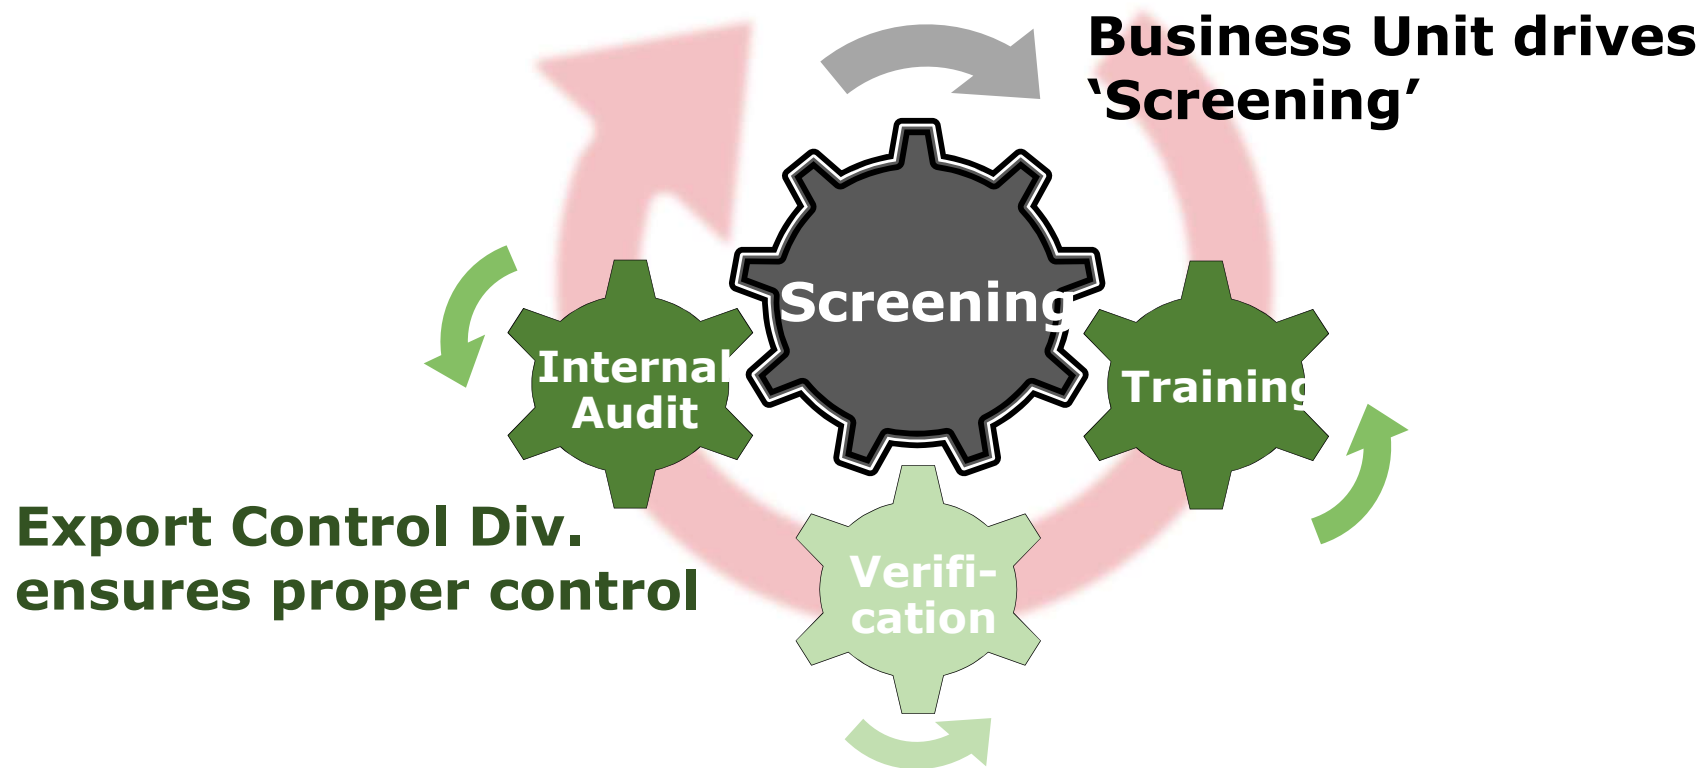 Business Unit drives
‘Screening’
Screening
Internal
Audit
Training
Export Control Div.
ensures proper control
Verifi-
cation